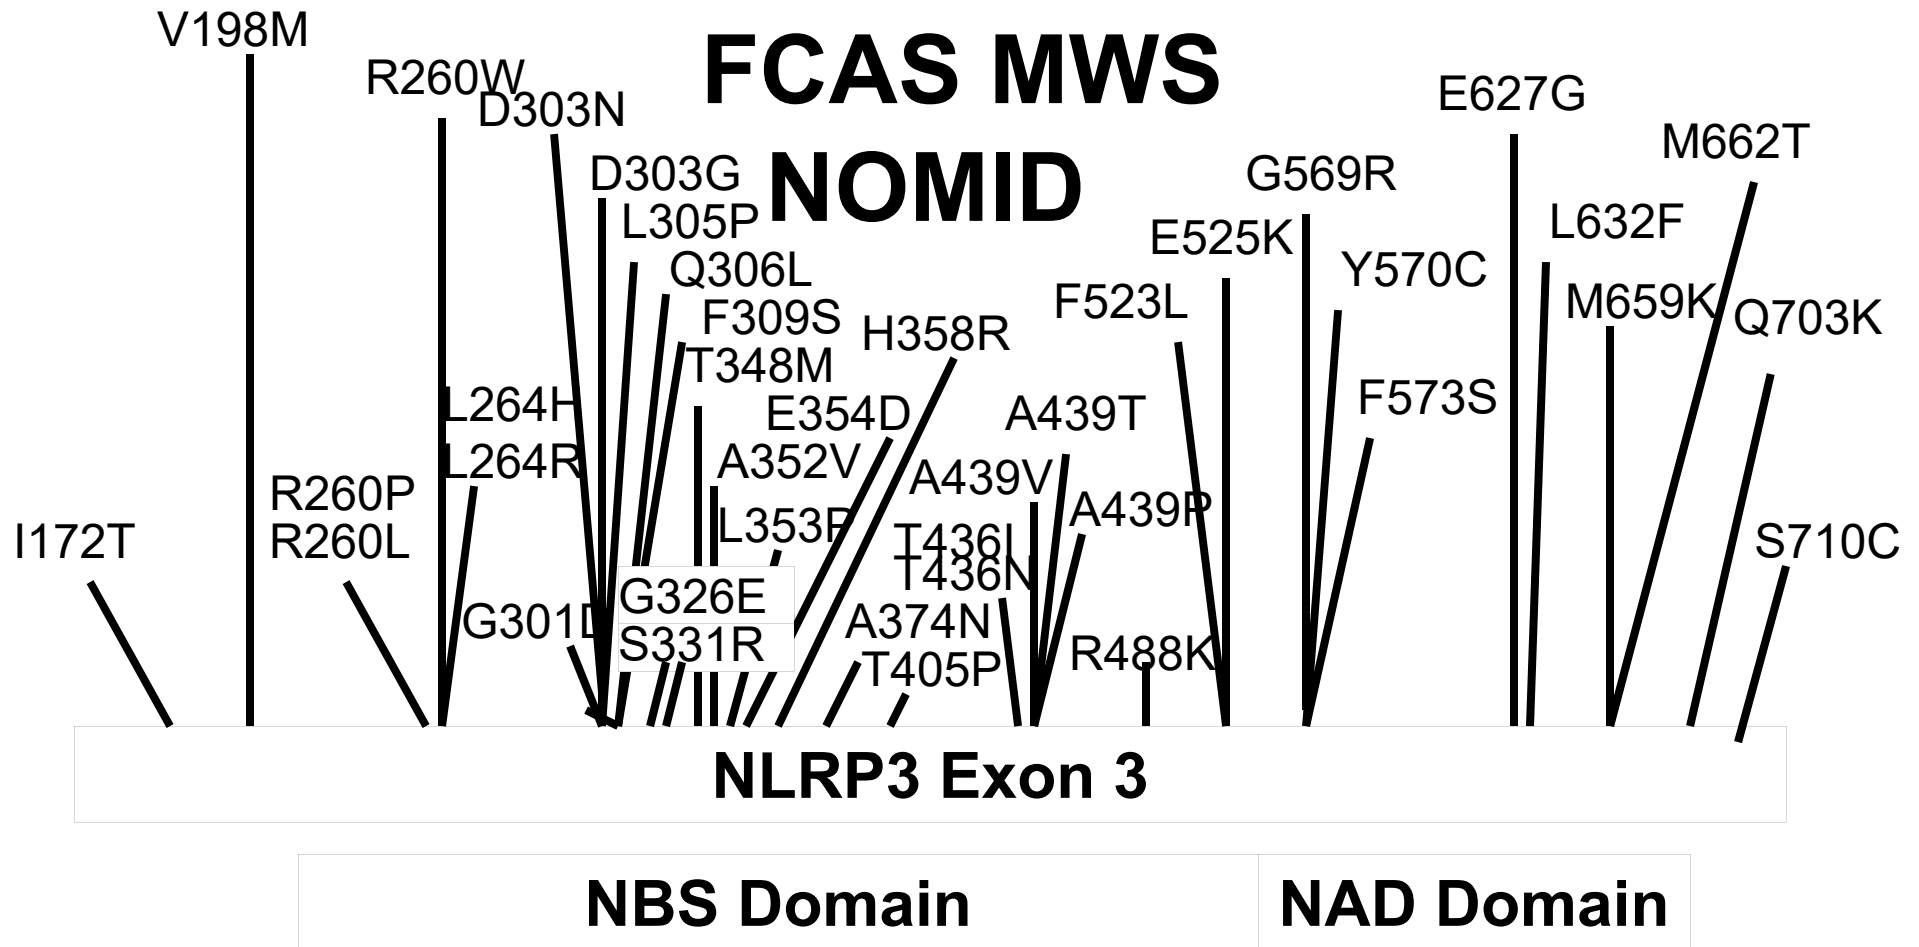 V198M
FCAS MWS
NOMID
R260W
D303N
E627G
M662T
D303G
G569R
L305P
L632F
E525K
Q306L
Y570C
F523L
M659K
Q703K
F309S
H358R
T348M
L264H
E354D
A439T
F573S
L264R
A352V
A439V
R260P
A439P
L353P
I172T
R260L
T436I
S710C
T436N
G326E
G301D
A374N
S331R
R488K
T405P
NLRP3 Exon 3
NBS Domain
NAD Domain